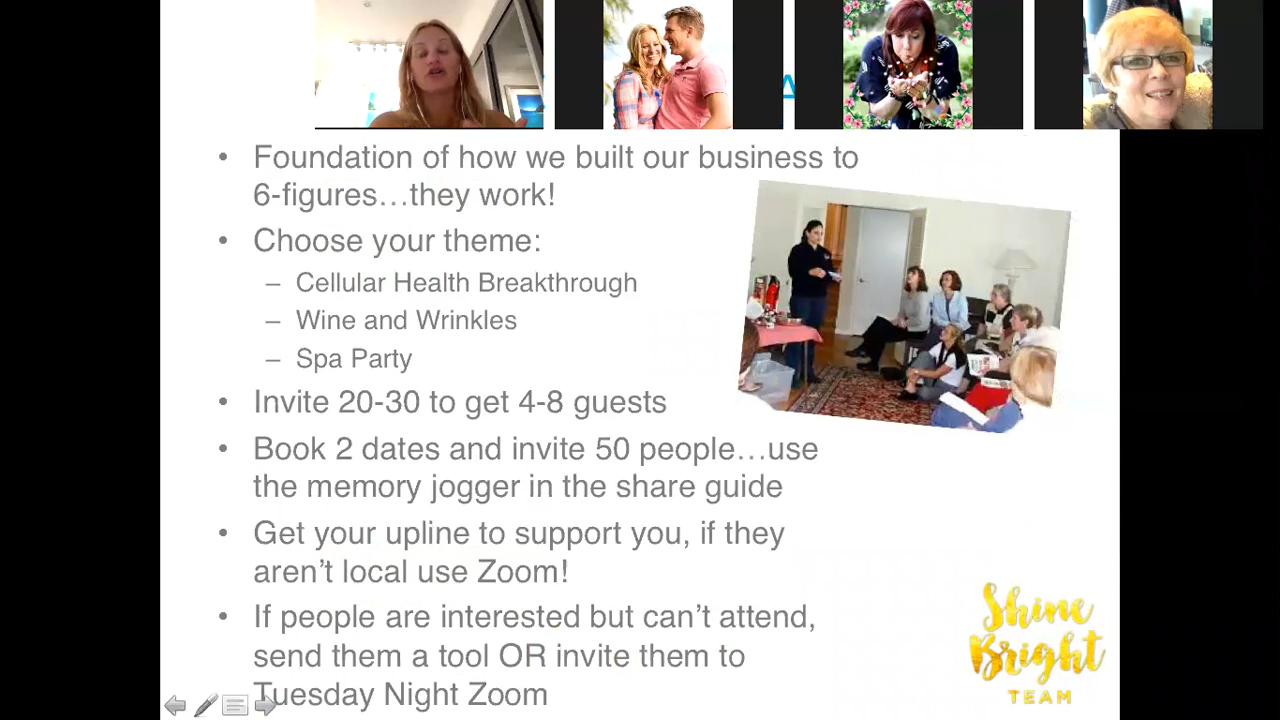 • Foundation of how we built our business to
6-figures…they work!
• Choose your theme:
– Cellular Health Breakthrough
– Wine and Wrinkles
– Spa Party
• Invite 20-30 to get 4-8 guests
• Book 2 dates and invite 50 people…use
the memory jogger in the share guide
• Get your upline to support you, if they
aren't local use Zoom!
• If people are interested but can't attend,
send them a tool OR invite them to
Tuesday Night Zoom
Shine
Bright
TEAM